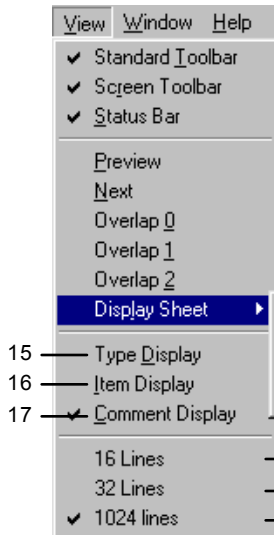 View Window Help
✔ Standard Toolbar
✔ Screen Toolbar
✔ Status Bar
Preview
Next
Overlap 0
Overlap 1
Overlap 2
Display Sheet
15 Type Display
16 Item Display
17 ✔ Comment Display
16 Lines
32 Lines
✔ 1024 lines